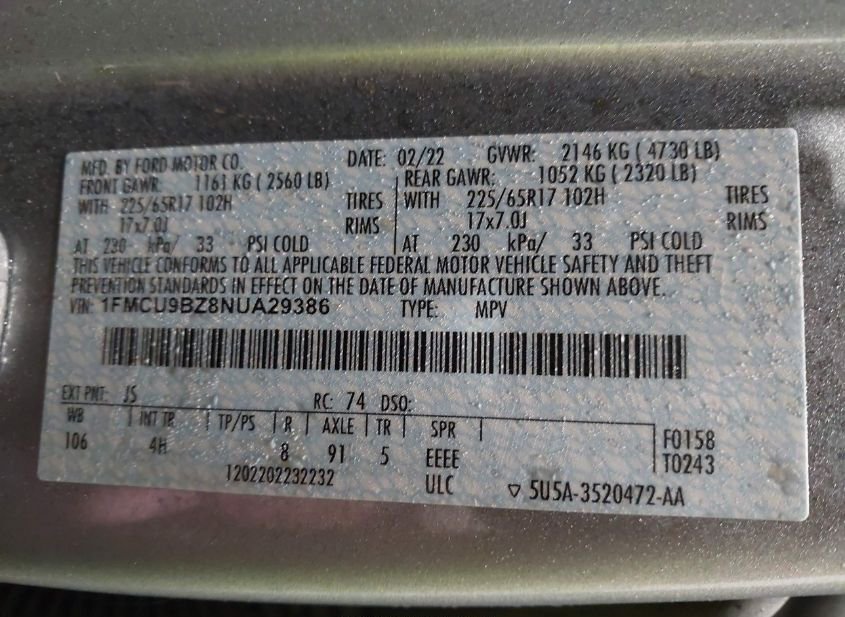 MFD. BY FORD MOTOR CO. DATE: 02/22 GVWR: 2146 KG ( 4730 LB)
FRONT GAWR: 1161 KG ( 2560 LB) REAR GAWR: 1052 KG ( 2320 LB)
WITH 225/65R17 102H TIRES WITH 225/65R17 102H TIRES
17x7.0J RIMS 17x7.0J RIMS
AT 230 kPa/ 33 PSI COLD AT 230 kPa/ 33 PSI COLD
THIS VEHICLE CONFORMS TO ALL APPLICABLE FEDERAL MOTOR VEHICLE SAFETY AND THEFT
PREVENTION STANDARDS IN EFFECT ON THE DATE OF MANUFACTURE SHOWN ABOVE.
VIN: 1FMCU9BZ8NUA29386 TYPE: MPV
EXT PNT: JS RC: 74 DSO:
WB INT TR TP/PS R AXLE TR SPR
106 4H 8 91 5 EEEE
F0158
T0243
1202202232232 ULC 5U5A-3520472-AA